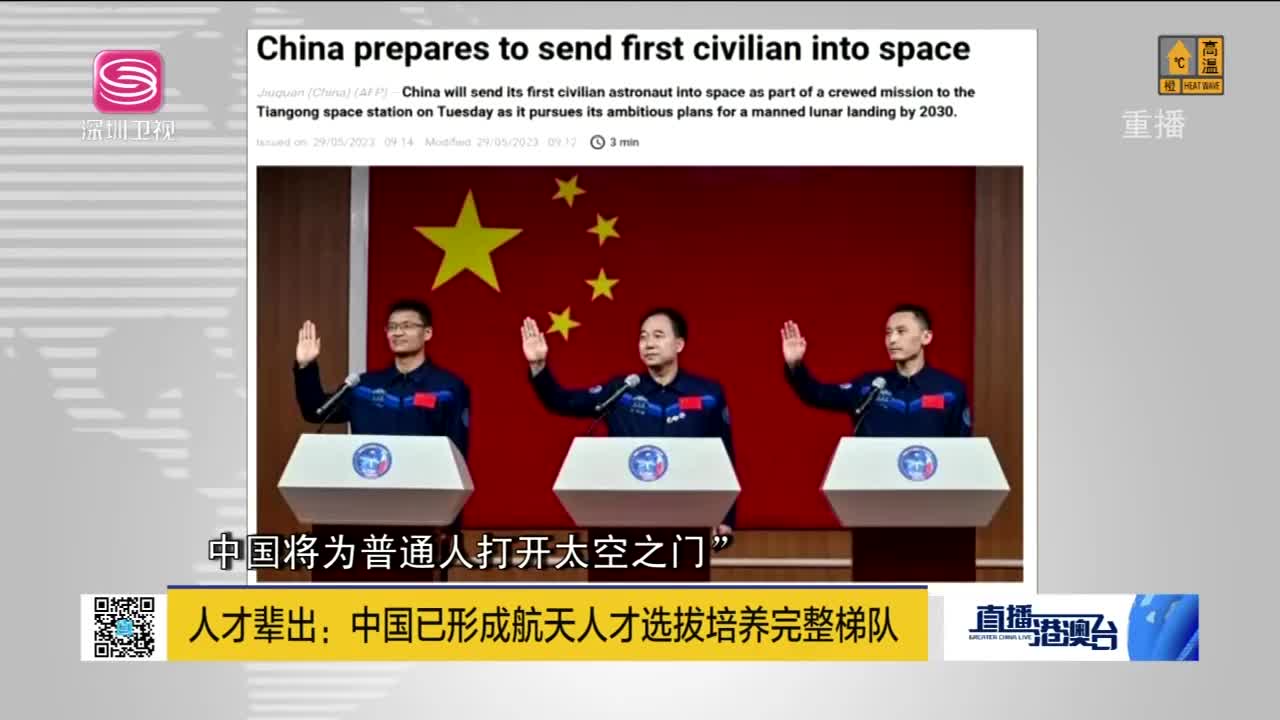 China prepares to send first civilian into space
Jiuquan (China) (AFP) – China will send its first civilian astronaut into space as part of a crewed mission to the
Tiangong space station on Tuesday as it pursues its ambitious plans for a manned lunar landing by 2030.
Issued on: 29/05/2023 09:14 Modified: 29/05/2023 09:12 3 min
深圳卫视
℃
高温
橙
HEAT WAVE
重播
中国将为普通人打开太空之门”
人才辈出：中国已形成航天人才选拔培养完整梯队
直播港澳台
GREATER CHINA LIVE